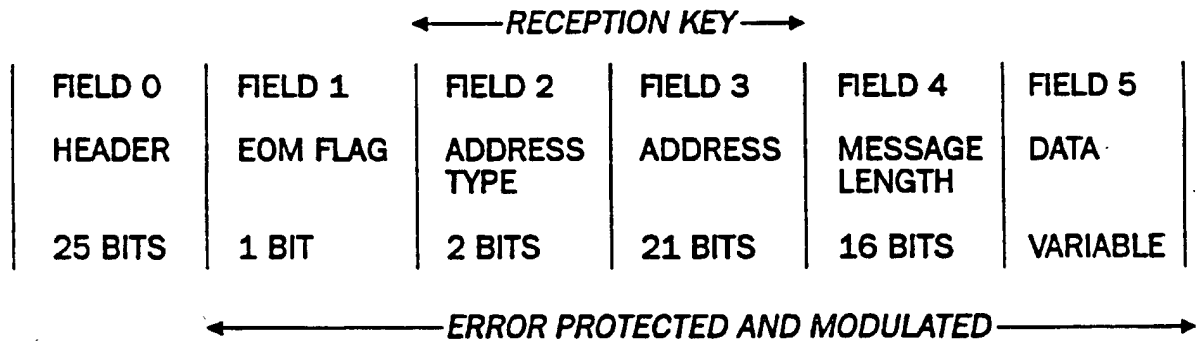 RECEPTION KEY
FIELD 0 FIELD 1 FIELD 2 FIELD 3 FIELD 4 FIELD 5
HEADER EOM FLAG ADDRESS ADDRESS MESSAGE DATA
TYPE LENGTH
25 BITS 1 BIT 2 BITS 21 BITS 16 BITS VARIABLE
ERROR PROTECTED AND MODULATED